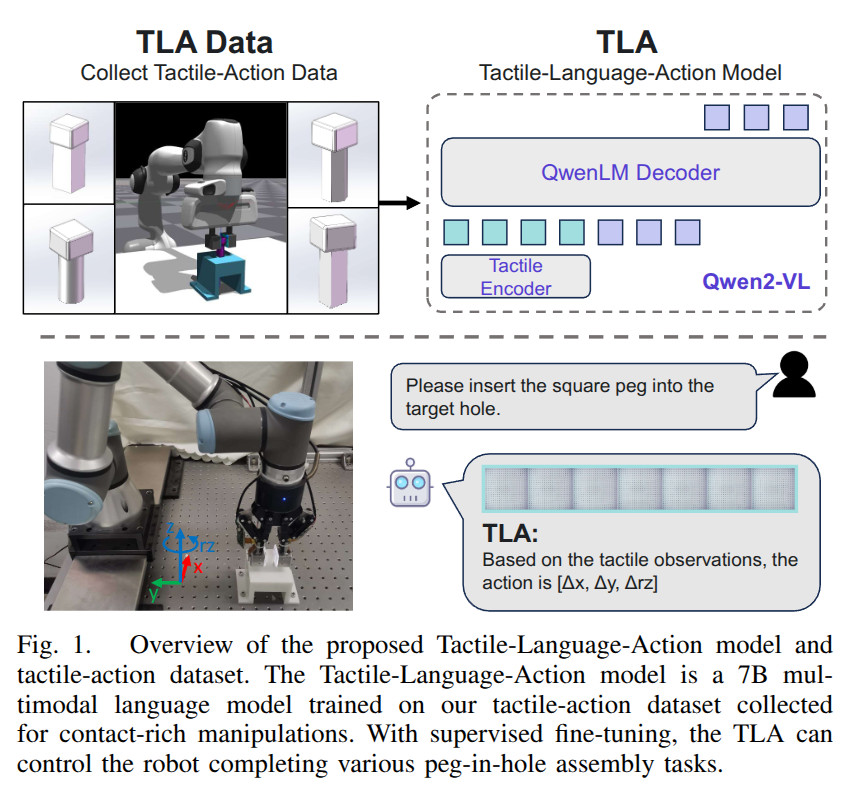 TLA Data
Collect Tactile-Action Data
TLA
Tactile-Language-Action Model
QwenLM Decoder
Tactile
Encoder
Qwen2-VL
z
rz
x
y
Please insert the square peg into the
target hole.
TLA:
Based on the tactile observations, the
action is [Δx, Δy, Δrz]
Fig. 1. Overview of the proposed Tactile-Language-Action model and
tactile-action dataset. The Tactile-Language-Action model is a 7B mul-
timodal language model trained on our tactile-action dataset collected
for contact-rich manipulations. With supervised fine-tuning, the TLA can
control the robot completing various peg-in-hole assembly tasks.